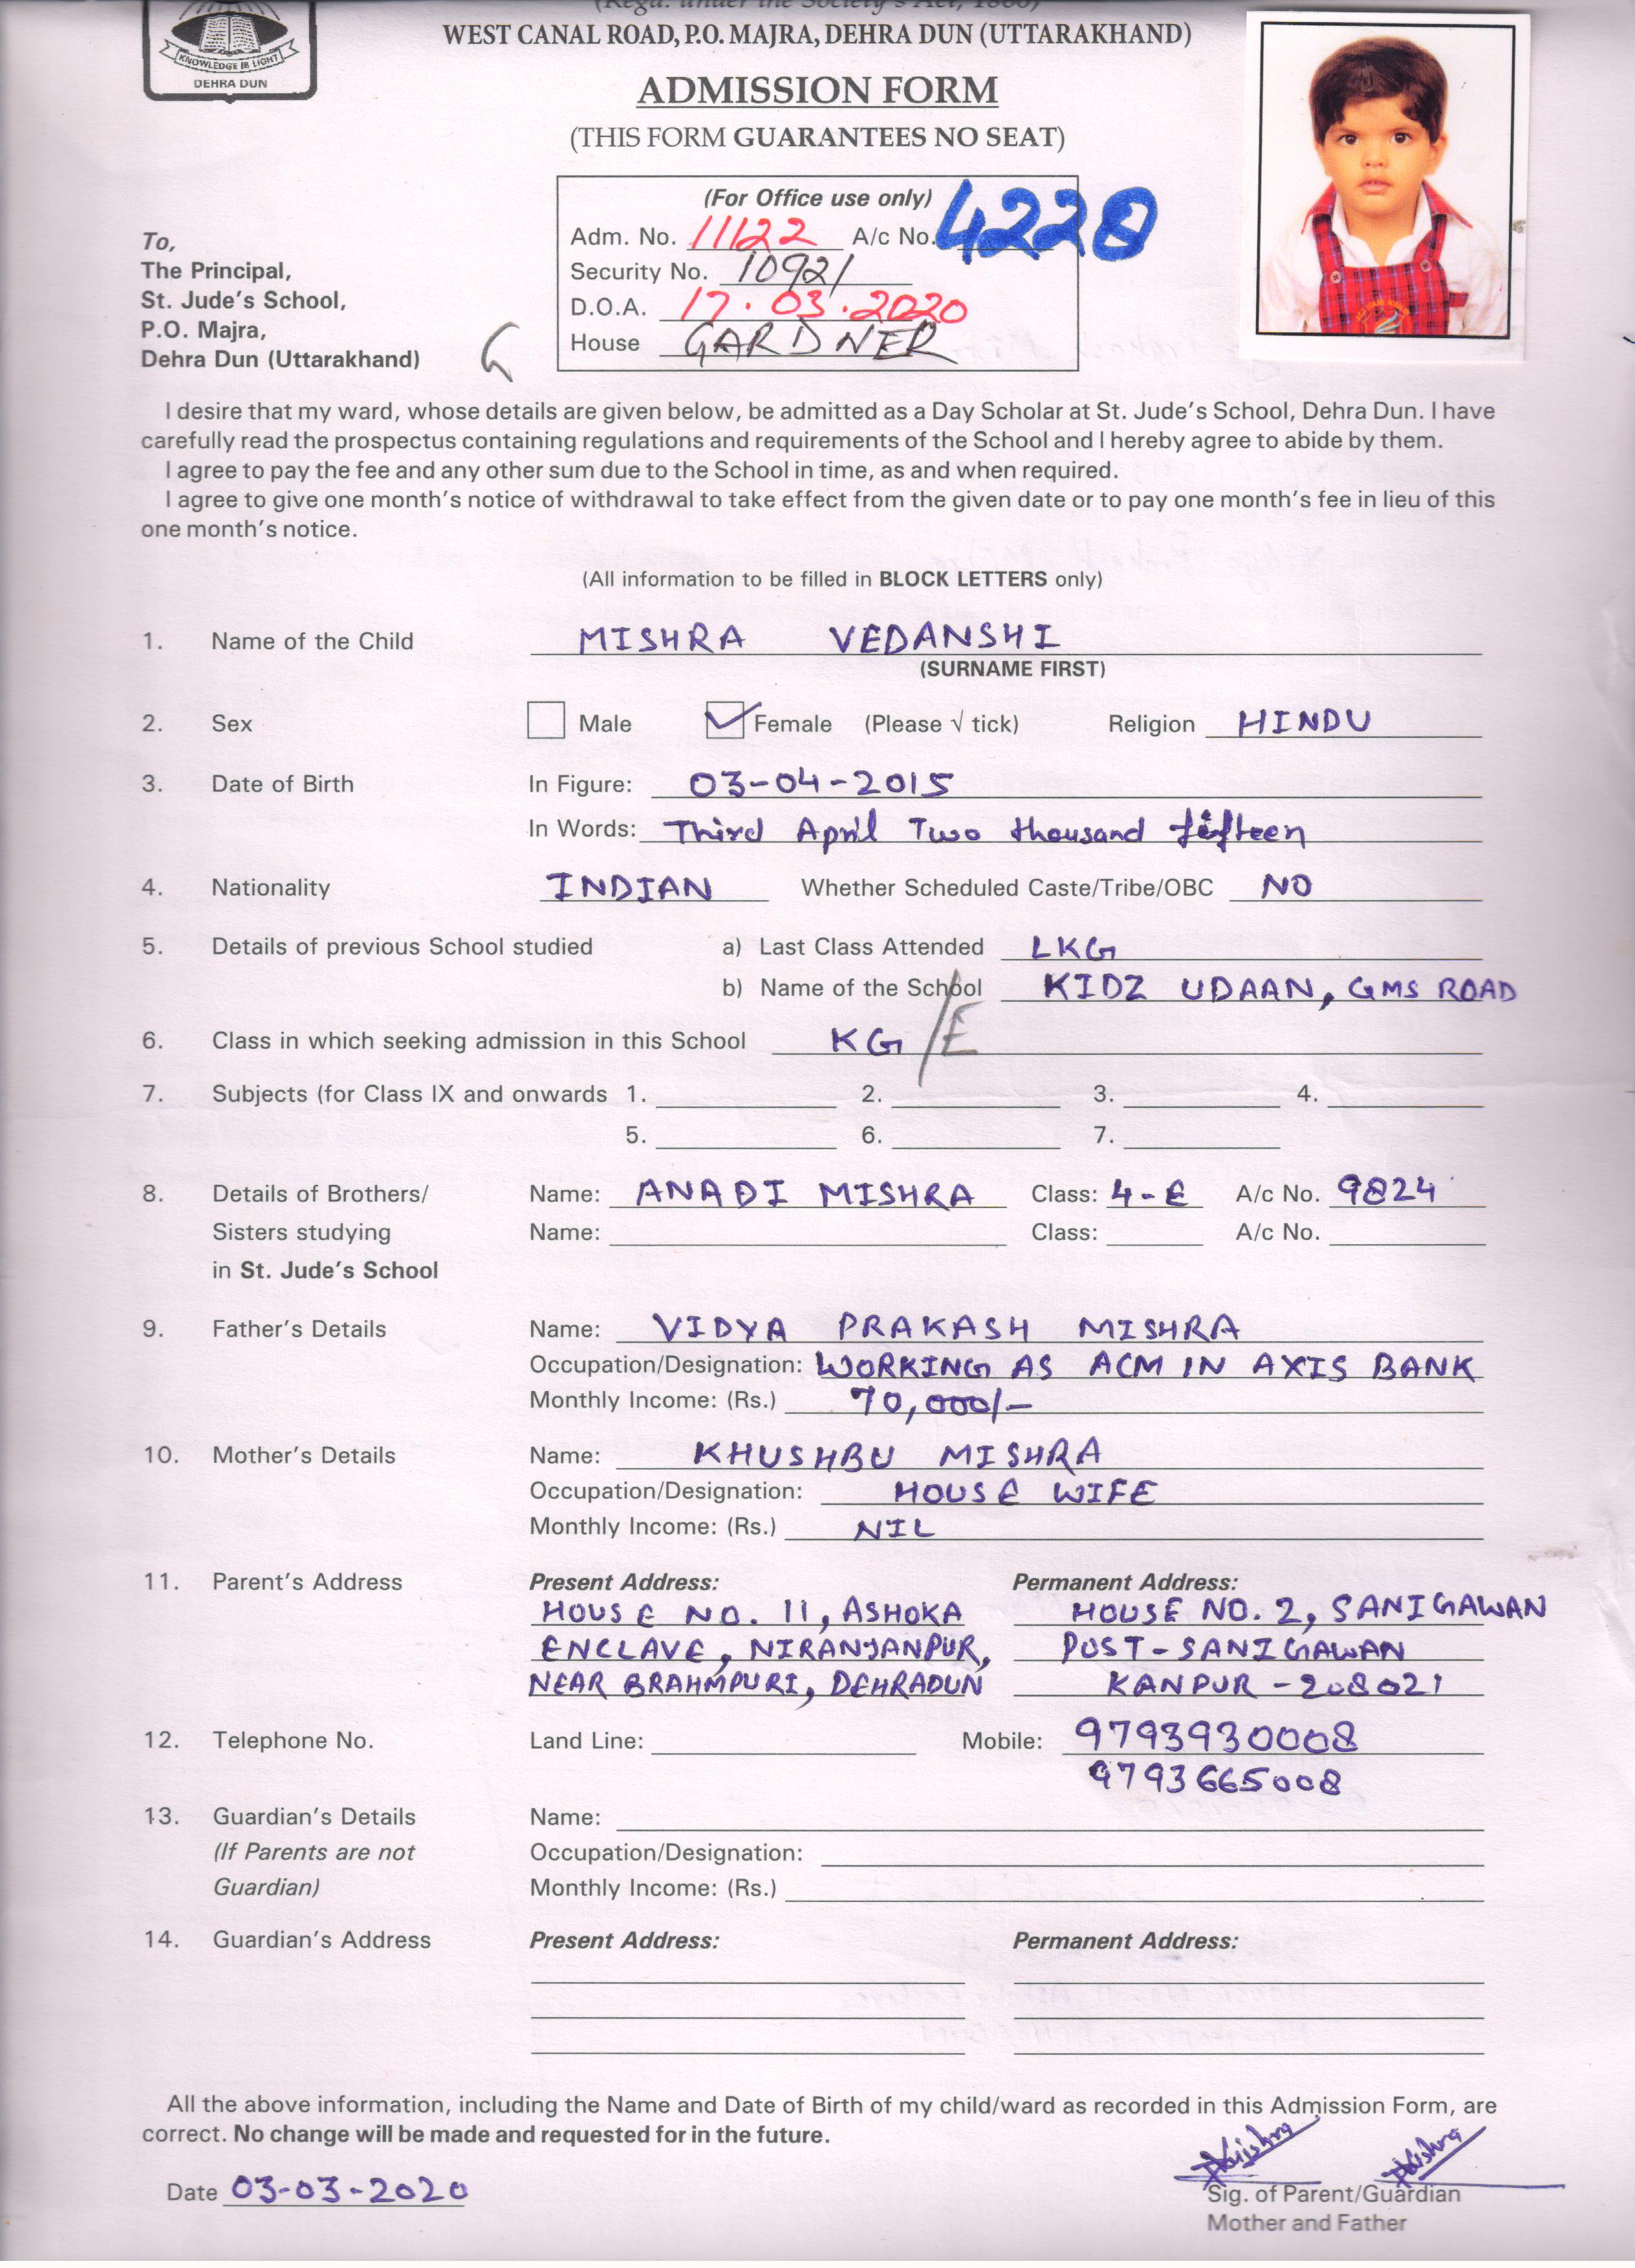 (Regd. under the Society's Act, 1860)
WEST CANAL ROAD, P.O. MAJRA, DEHRA DUN (UTTARAKHAND)
KNOWLEDGE IS LIGHT
DEHRA DUN
ADMISSION FORM
(THIS FORM GUARANTEES NO SEAT)
(For Office use only)
Adm. No. 11122 A/c No. 4228
Security No. 10921
D.O.A. 17.03.2020
House GARDNER
To,
The Principal,
St. Jude's School,
P.O. Majra,
Dehra Dun (Uttarakhand)
I desire that my ward, whose details are given below, be admitted as a Day Scholar at St. Jude's School, Dehra Dun. I have
carefully read the prospectus containing regulations and requirements of the School and I hereby agree to abide by them.
I agree to pay the fee and any other sum due to the School in time, as and when required.
I agree to give one month's notice of withdrawal to take effect from the given date or to pay one month's fee in lieu of this
one month's notice.
(All information to be filled in BLOCK LETTERS only)
1. Name of the Child MISHRA VEDANSHI
(SURNAME FIRST)
2. Sex Male Female (Please √ tick) Religion HINDU
3. Date of Birth In Figure: 03-04-2015
In Words: Third April Two thousand fifteen
4. Nationality INDIAN Whether Scheduled Caste/Tribe/OBC NO
5. Details of previous School studied a) Last Class Attended LKG
b) Name of the School KIDZ UDAAN, GMS ROAD
6. Class in which seeking admission in this School KG /E
7. Subjects (for Class IX and onwards 1. 2. 3. 4.
5. 6. 7.
8. Details of Brothers/ Name: ANADI MISHRA Class: 4-E A/c No. 9824
Sisters studying Name: Class: A/c No.
in St. Jude's School
9. Father's Details Name: VIDYA PRAKASH MISHRA
Occupation/Designation: WORKING AS ACM IN AXIS BANK
Monthly Income: (Rs.) 70,000/-
10. Mother's Details Name: KHUSHBU MISHRA
Occupation/Designation: HOUSE WIFE
Monthly Income: (Rs.) NIL
11. Parent's Address Present Address: Permanent Address:
HOUSE NO. 11, ASHOKA HOUSE NO. 2, SANIGAWAN
ENCLAVE, NIRANJANPUR, POST-SANIGAWAN
NEAR BRAHMPURI, DEHRADUN KANPUR - 208021
12. Telephone No. Land Line: Mobile: 9793930008
9793665008
13. Guardian's Details Name:
(If Parents are not Occupation/Designation:
Guardian) Monthly Income: (Rs.)
14. Guardian's Address Present Address: Permanent Address:
All the above information, including the Name and Date of Birth of my child/ward as recorded in this Admission Form, are
correct. No change will be made and requested for in the future.
Date 03-03-2020
Sig. of Parent/Guardian
Mother and Father